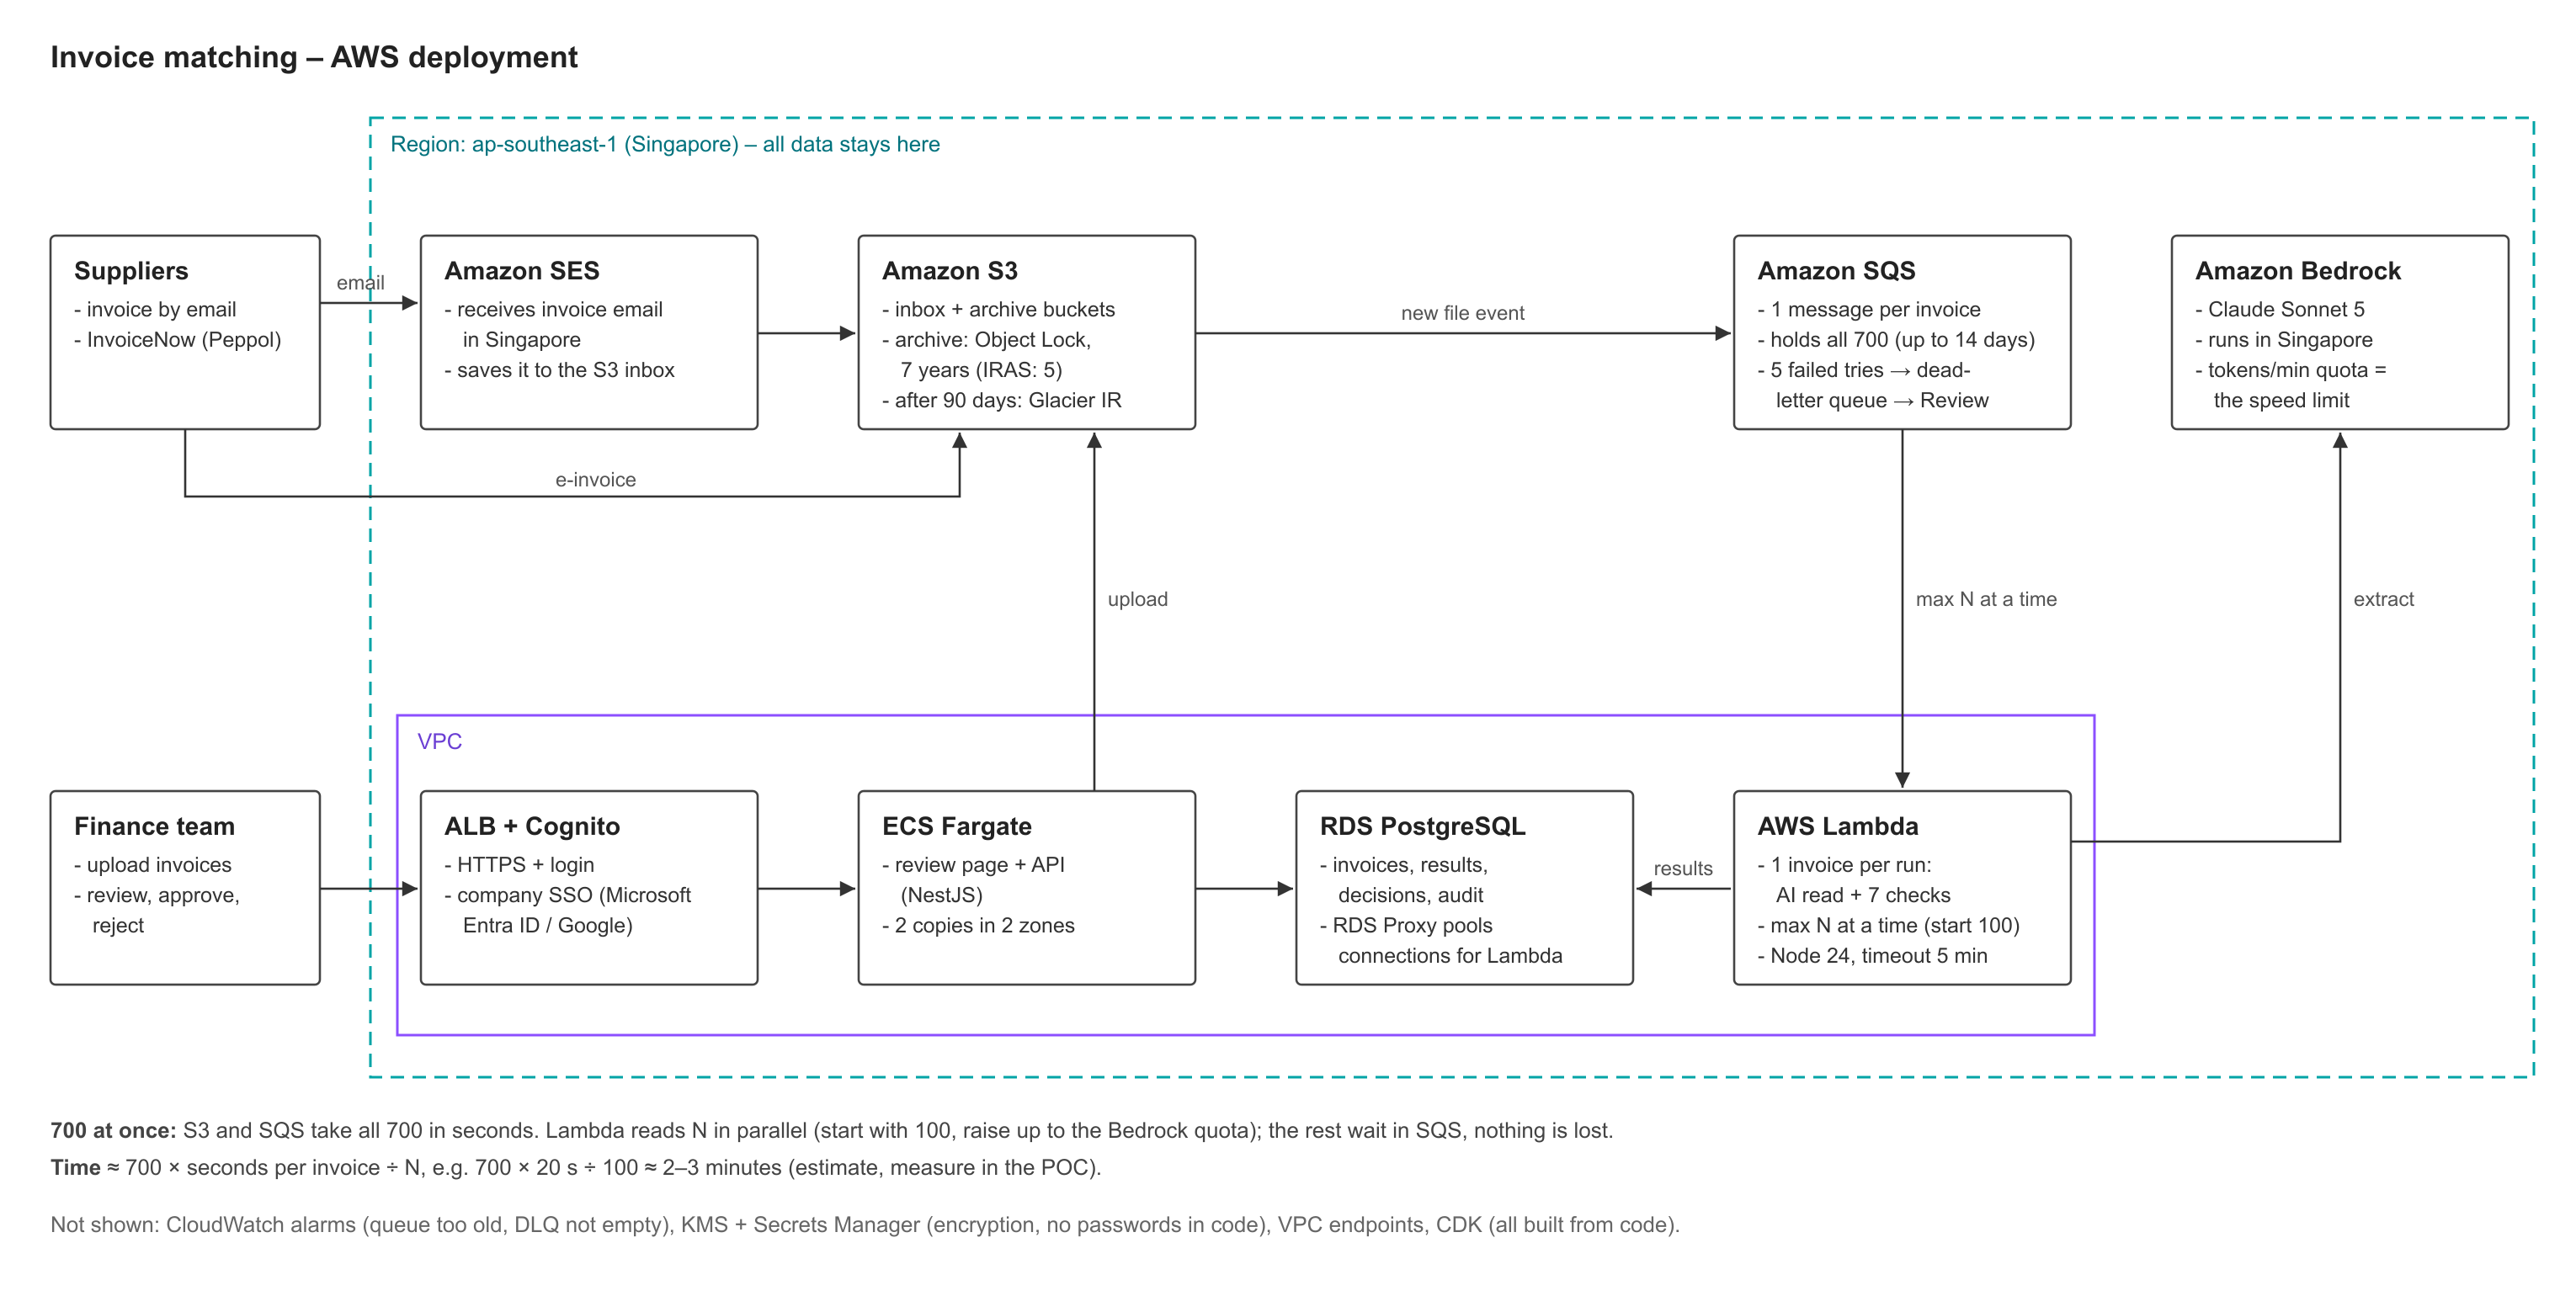 Invoice matching – AWS deployment
Region: ap-southeast-1 (Singapore) – all data stays here
Suppliers
- invoice by email
- InvoiceNow (Peppol)
email
Amazon SES
- receives invoice email
in Singapore
- saves it to the S3 inbox
Amazon S3
- inbox + archive buckets
- archive: Object Lock,
7 years (IRAS: 5)
- after 90 days: Glacier IR
new file event
Amazon SQS
- 1 message per invoice
- holds all 700 (up to 14 days)
- 5 failed tries → dead-
letter queue → Review
Amazon Bedrock
- Claude Sonnet 5
- runs in Singapore
- tokens/min quota =
the speed limit
e-invoice
upload
max N at a time
extract
VPC
Finance team
- upload invoices
- review, approve,
reject
ALB + Cognito
- HTTPS + login
- company SSO (Microsoft
Entra ID / Google)
ECS Fargate
- review page + API
(NestJS)
- 2 copies in 2 zones
RDS PostgreSQL
- invoices, results,
decisions, audit
- RDS Proxy pools
connections for Lambda
results
AWS Lambda
- 1 invoice per run:
AI read + 7 checks
- max N at a time (start 100)
- Node 24, timeout 5 min
700 at once: S3 and SQS take all 700 in seconds. Lambda reads N in parallel (start with 100, raise up to the Bedrock quota); the rest wait in SQS, nothing is lost.
Time ≈ 700 × seconds per invoice ÷ N, e.g. 700 × 20 s ÷ 100 ≈ 2–3 minutes (estimate, measure in the POC).
Not shown: CloudWatch alarms (queue too old, DLQ not empty), KMS + Secrets Manager (encryption, no passwords in code), VPC endpoints, CDK (all built from code).